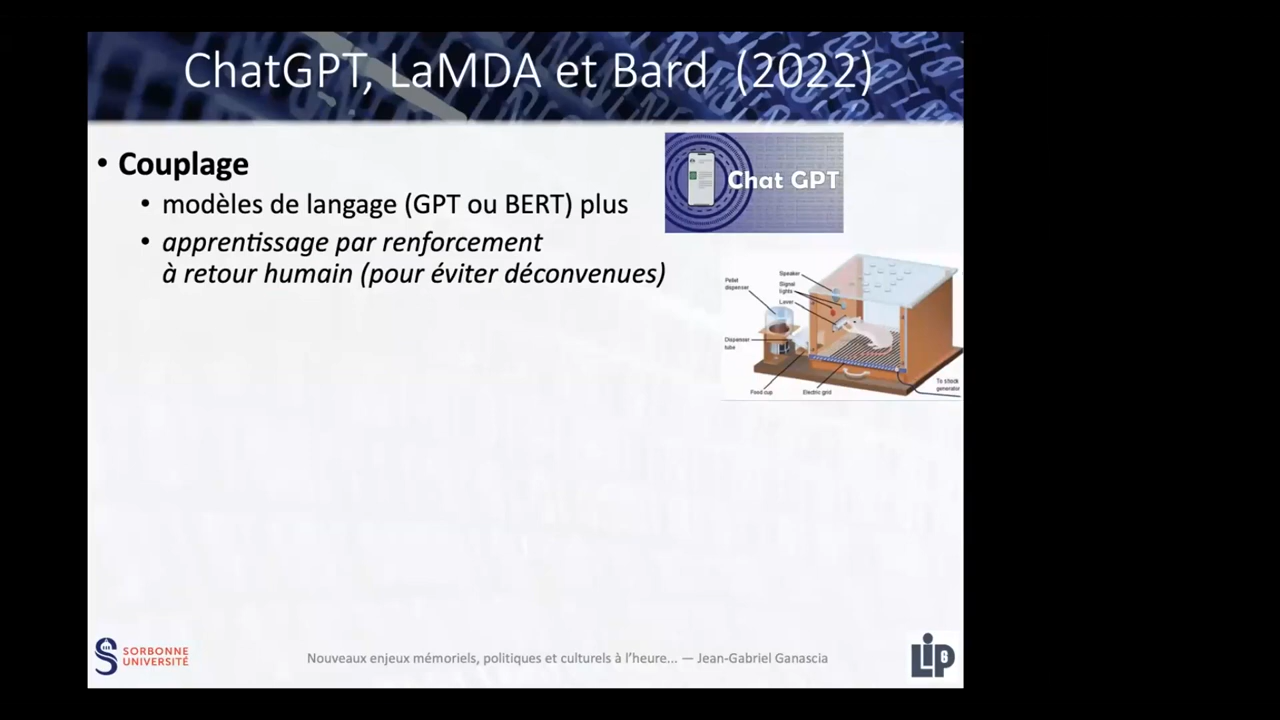 ChatGPT, LaMDA et Bard (2022)
• Couplage
• modèles de langage (GPT ou BERT) plus
• apprentissage par renforcement
à retour humain (pour éviter déconvenues)
Chat GPT
Speaker
Signal
lights
Lever
Pellet
dispenser
Dispenser
tube
Food cup
Electric grid
To shock
generator
SORBONNE
UNIVERSITÉ
Nouveaux enjeux mémoriels, politiques et culturels à l'heure... — Jean-Gabriel Ganascia
LIP6